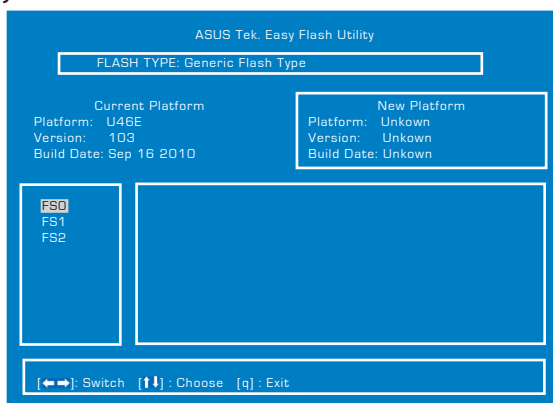 ASUS Tek. Easy Flash Utility
FLASH TYPE: Generic Flash Type
Current Platform
Platform: U46E
Version: 103
Build Date: Sep 16 2010
New Platform
Platform: Unkown
Version: Unkown
Build Date: Unkown
FS0
FS1
FS2
[←→]: Switch [↑↓] : Choose [q] : Exit